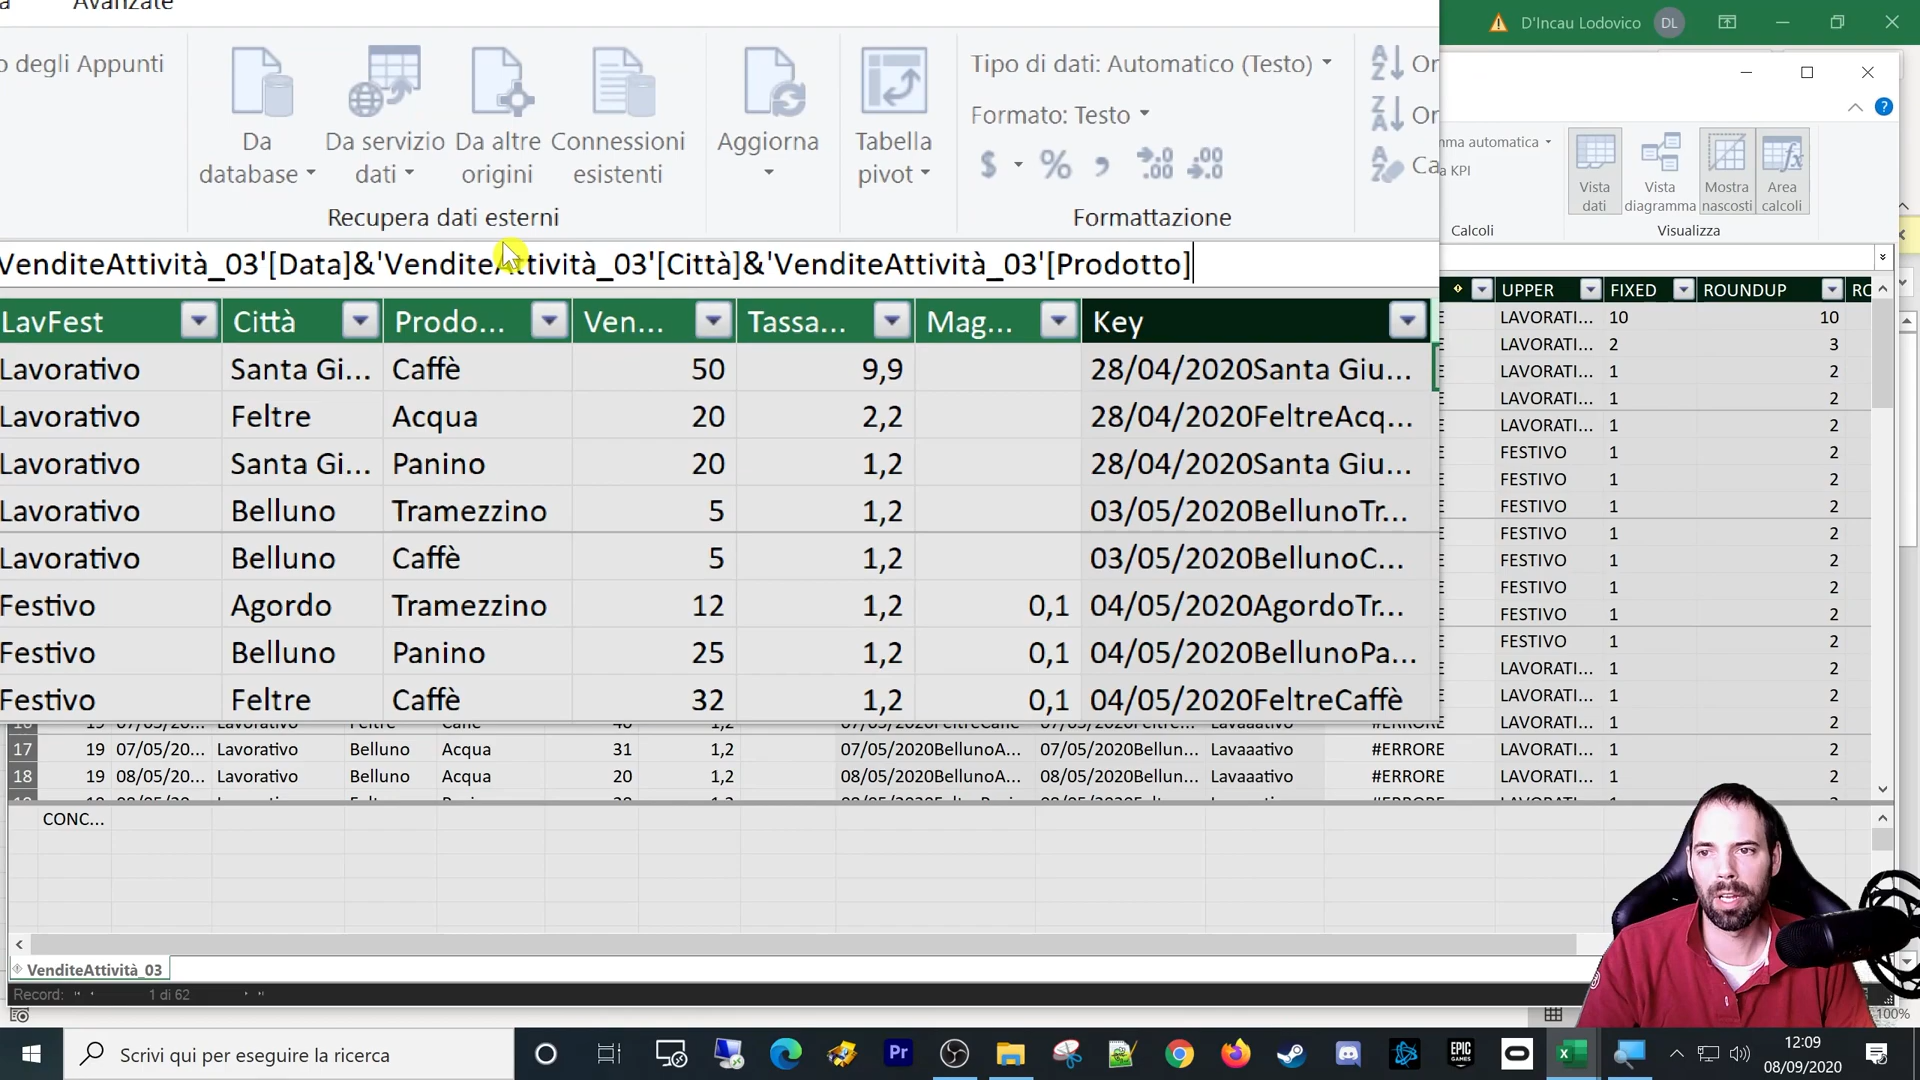 Avanzate
D'Incau Lodovico DL
o degli Appunti
Da database
Da servizio dati
Da altre origini
Connessioni esistenti
Aggiorna
Tabella pivot
Tipo di dati: Automatico (Testo)
Formato: Testo
$ % ,
Or
Or
Ca
Recupera dati esterni
Formattazione
mma automatica
a KPI
Vista dati
Vista diagramma
Mostra nascosti
Area calcoli
Calcoli
Visualizza
VenditeAttività_03'[Data]&'VenditeAttività_03'[Città]&'VenditeAttività_03'[Prodotto]
LavFest Città Prodo... Ven... Tassa... Mag... Key
Lavorativo Santa Gi... Caffè 50 9,9 28/04/2020Santa Giu...
Lavorativo Feltre Acqua 20 2,2 28/04/2020FeltreAcq...
Lavorativo Santa Gi... Panino 20 1,2 28/04/2020Santa Giu...
Lavorativo Belluno Tramezzino 5 1,2 03/05/2020BellunoTr...
Lavorativo Belluno Caffè 5 1,2 03/05/2020BellunoC...
Festivo Agordo Tramezzino 12 1,2 0,1 04/05/2020AgordoTr...
Festivo Belluno Panino 25 1,2 0,1 04/05/2020BellunoPa...
Festivo Feltre Caffè 32 1,2 0,1 04/05/2020FeltreCaffè
UPPER FIXED ROUNDUP RO
E LAVORATI... 10 10
E LAVORATI... 2 3
E LAVORATI... 1 2
E LAVORATI... 1 2
E LAVORATI... 1 2
E FESTIVO 1 2
E FESTIVO 1 2
E FESTIVO 1 2
E FESTIVO 1 2
E FESTIVO 1 2
E FESTIVO 1 2
E FESTIVO 1 2
E FESTIVO 1 2
E LAVORATI... 1 2
E LAVORATI... 1 2
E LAVORATI... 1 2
17 19 07/05/20... Lavorativo Belluno Acqua 31 1,2 07/05/2020BellunoA... 07/05/2020Bellun... Lavaaativo #ERRORE LAVORATI... 1 2
18 19 08/05/20... Lavorativo Belluno Acqua 20 1,2 08/05/2020BellunoA... 08/05/2020Bellun... Lavaaativo #ERRORE LAVORATI... 1 2
CONC...
VenditeAttività_03
Record: 1 di 62
100%
Scrivi qui per eseguire la ricerca
Pr
EPIC GAMES
12:09
08/09/2020